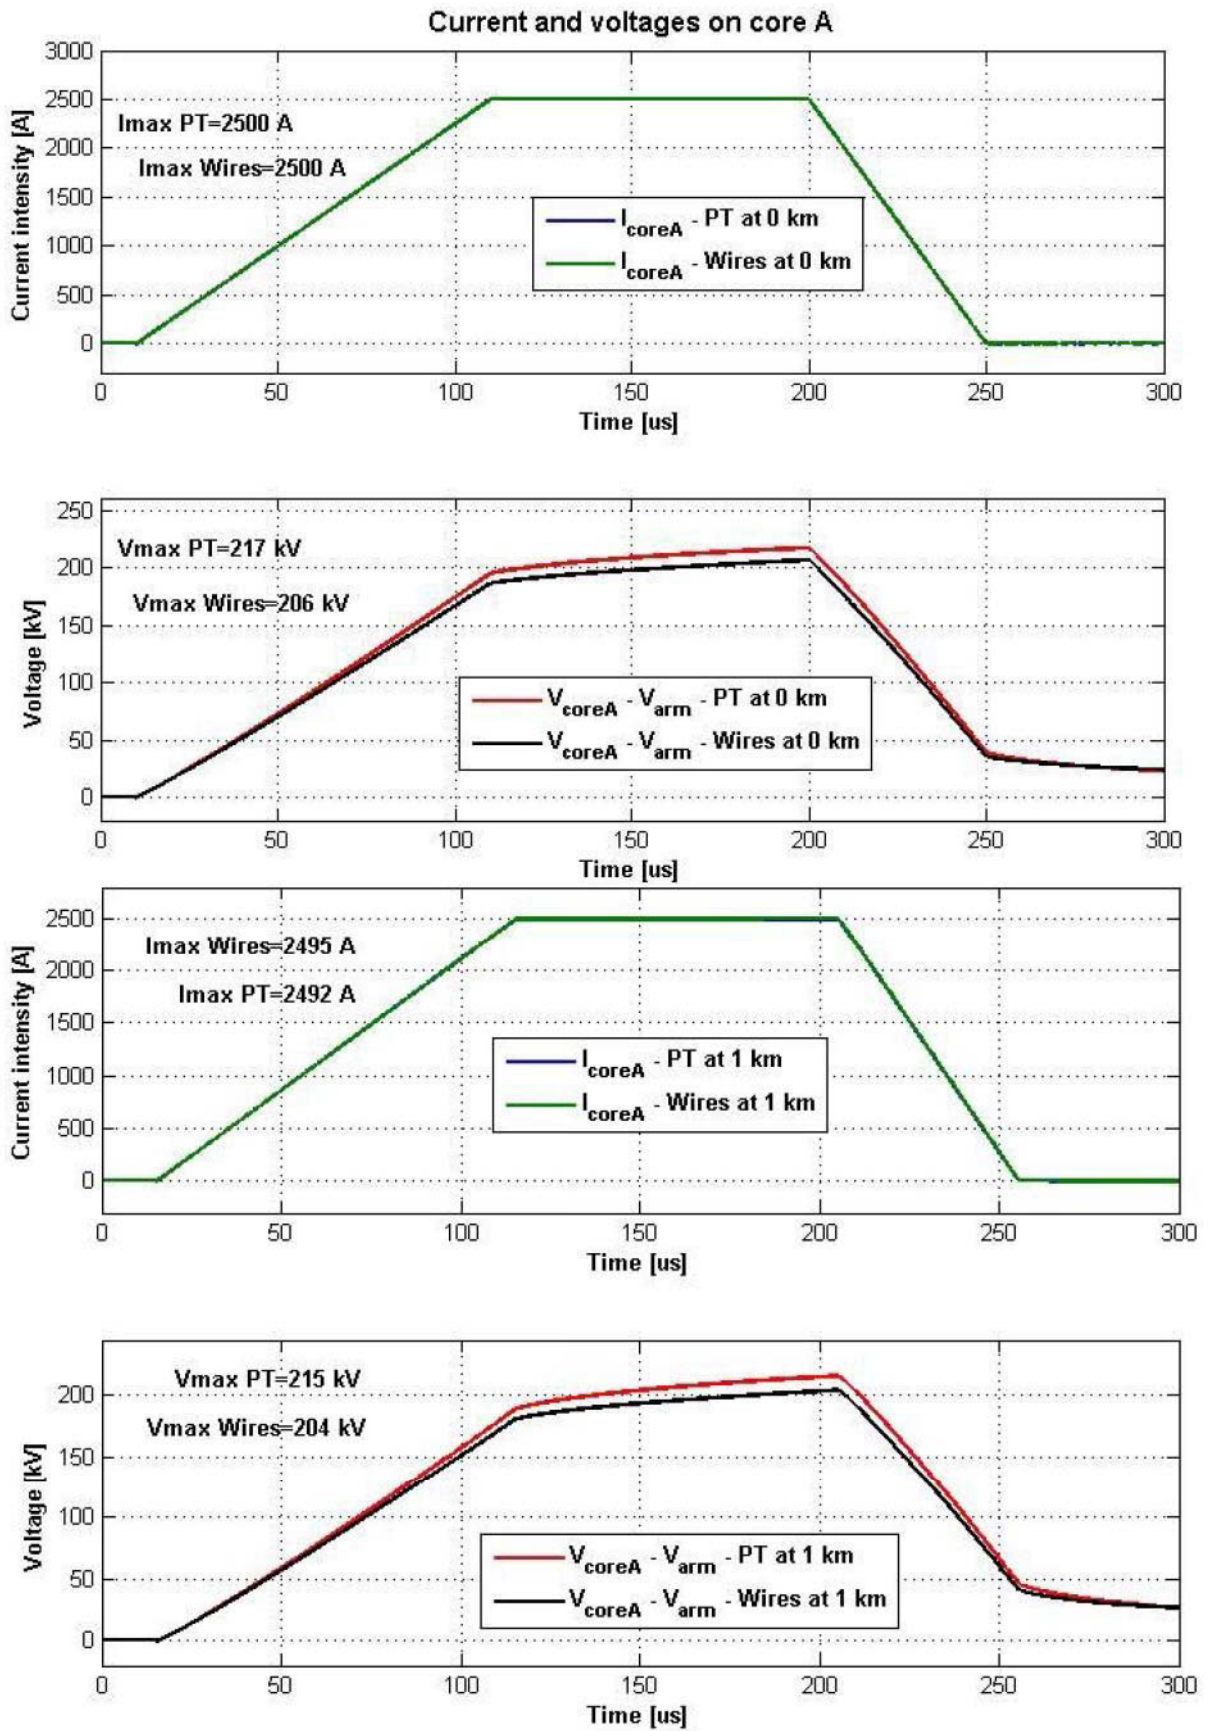 Current and voltages on core A
3000
2500
2000
1500
1000
500
0
Current intensity [A]
Imax PT=2500 A
Imax Wires=2500 A
IcoreA - PT at 0 km
IcoreA - Wires at 0 km
0 50 100 150 200 250 300
Time [us]
250
200
150
100
50
0
Voltage [kV]
Vmax PT=217 kV
Vmax Wires=206 kV
VcoreA - Varm - PT at 0 km
VcoreA - Varm - Wires at 0 km
0 50 100 150 200 250 300
Time [us]
2500
2000
1500
1000
500
0
Current intensity [A]
Imax Wires=2495 A
Imax PT=2492 A
IcoreA - PT at 1 km
IcoreA - Wires at 1 km
0 50 100 150 200 250 300
Time [us]
200
150
100
50
0
Voltage [kV]
Vmax PT=215 kV
Vmax Wires=204 kV
VcoreA - Varm - PT at 1 km
VcoreA - Varm - Wires at 1 km
0 50 100 150 200 250 300
Time [us]